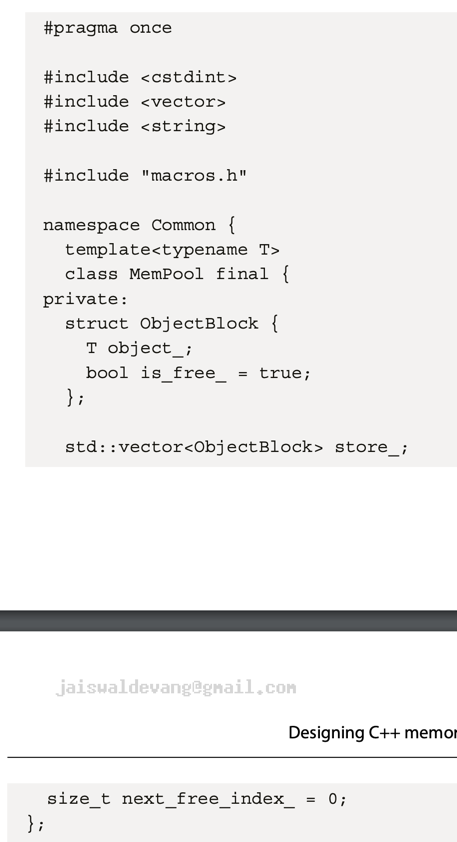 #pragma once
#include <cstdint>
#include <vector>
#include <string>
#include "macros.h"
namespace Common {
template<typename T>
class MemPool final {
private:
struct ObjectBlock {
T object_;
bool is_free_ = true;
};
std::vector<ObjectBlock> store_;
jaiswaldevang@gmail.com
Designing C++
size_t next_free_index_ = 0;
};